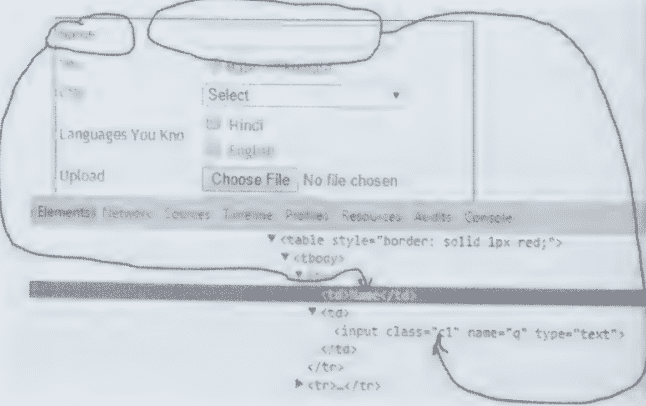 Name
Select
Languages You Kno
Hindi
English
Upload
Choose File No file chosen
Elements Network Sources Timeline Profiles Resources Audits Console
▼ <table style="border: solid 1px red;">
▼ <tbody>
▼
<td>Name</td>
▼ <td>
<input class="c1" name="q" type="text">
</td>
</tr>
▶ <tr>…</tr>